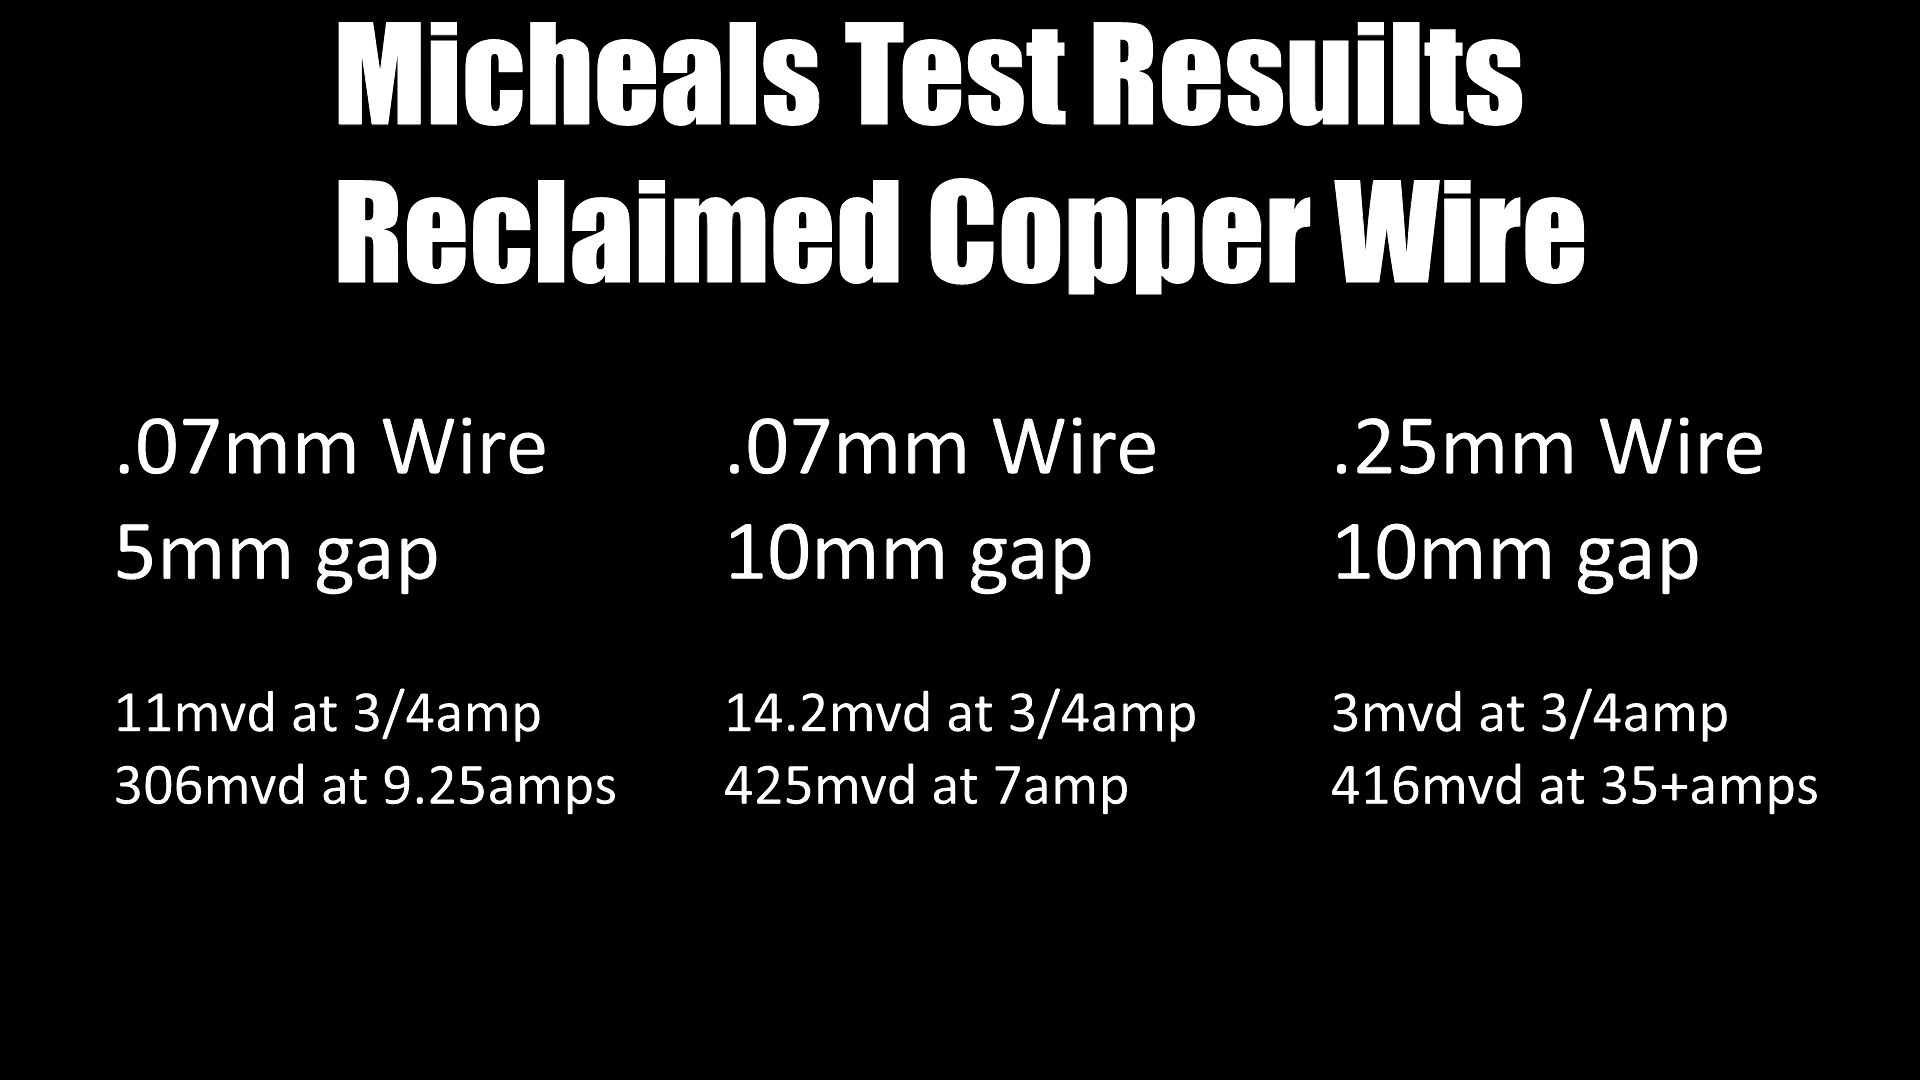 Micheals Test Resuilts
Reclaimed Copper Wire
.07mm Wire
5mm gap
11mvd at 3/4amp
306mvd at 9.25amps
.07mm Wire
10mm gap
14.2mvd at 3/4amp
425mvd at 7amp
.25mm Wire
10mm gap
3mvd at 3/4amp
416mvd at 35+amps